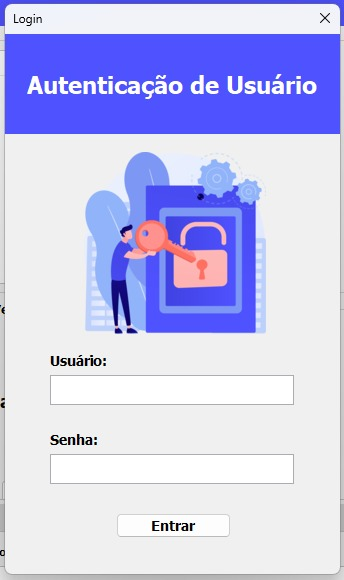 Login
Autenticação de Usuário
Usuário:
Senha:
Entrar